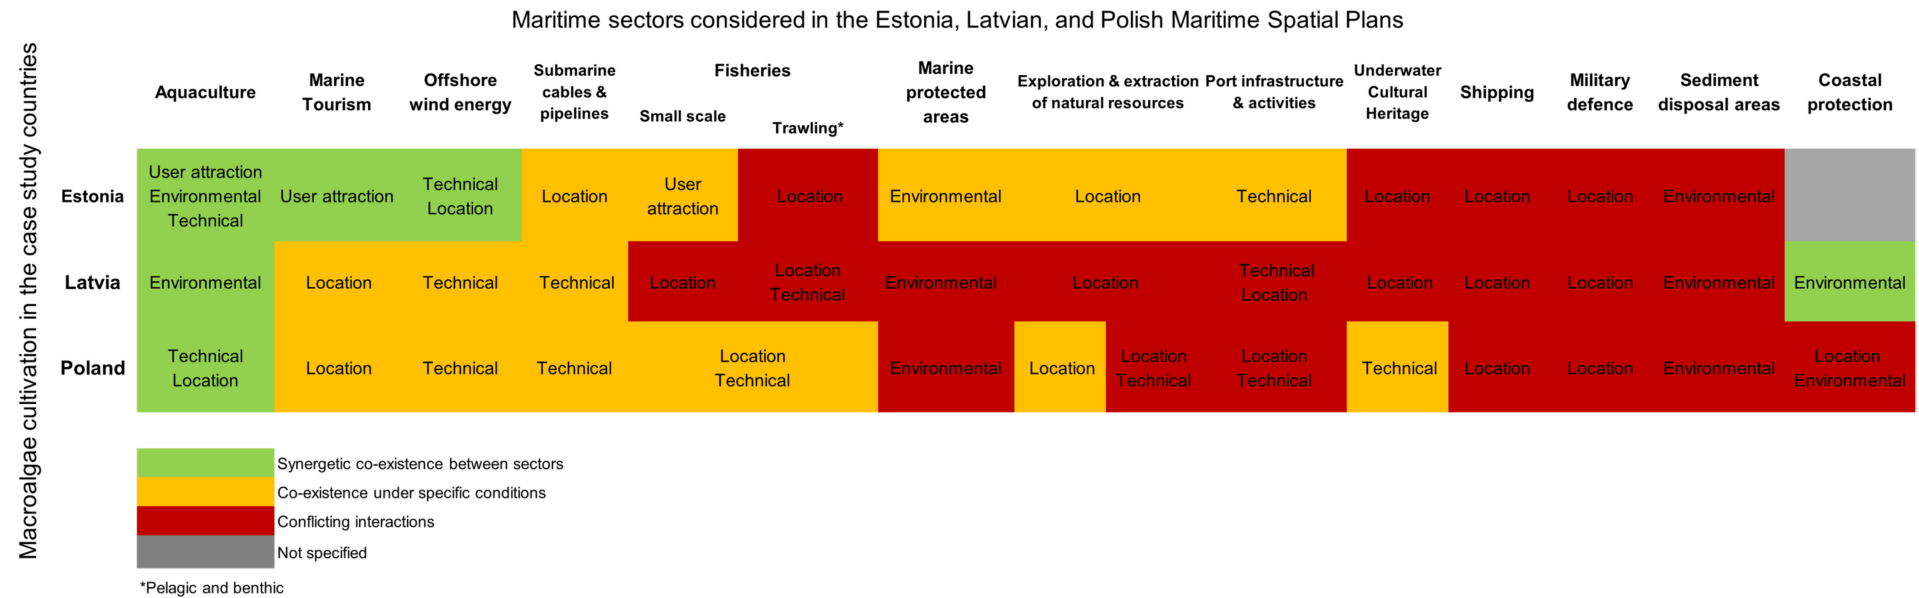 Maritime sectors considered in the Estonia, Latvian, and Polish Maritime Spatial Plans
Macroalgae cultivation in the case study countries
Aquaculture
Marine
Tourism
Offshore
wind energy
Submarine
cables &
pipelines
Fisheries
Small scale
Trawling*
Marine
protected
areas
Exploration & extraction
of natural resources
Port infrastructure
& activities
Underwater
Cultural
Heritage
Shipping
Military
defence
Sediment
disposal areas
Coastal
protection
Estonia
User attraction
Environmental
Technical
User attraction
Technical
Location
Location
User
attraction
Location
Environmental
Location
Technical
Location
Location
Location
Environmental
Latvia
Environmental
Location
Technical
Technical
Location
Location
Technical
Environmental
Location
Technical
Location
Location
Location
Location
Environmental
Environmental
Poland
Technical
Location
Location
Technical
Technical
Location
Technical
Environmental
Location
Location
Technical
Location
Technical
Technical
Location
Location
Environmental
Location
Environmental
Synergetic co-existence between sectors
Co-existence under specific conditions
Conflicting interactions
Not specified
*Pelagic and benthic